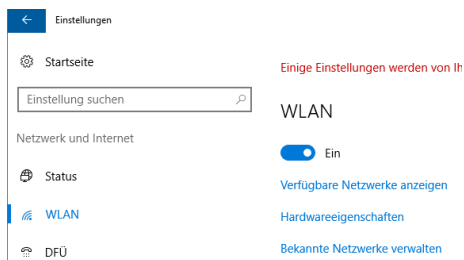 Einstellungen
Startseite
Einstellung suchen
Netzwerk und Internet
Status
WLAN
DFÜ
Einige Einstellungen werden von
WLAN
Ein
Verfügbare Netzwerke anzeigen
Hardwareeigenschaften
Bekannte Netzwerke verwalten